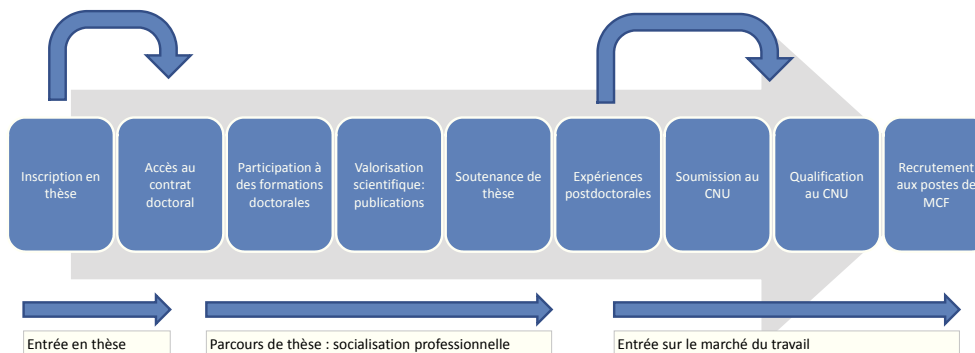 Inscription en
thèse
Accès au
contrat
doctoral
Participation à
des formations
doctorales
Valorisation
scientifique:
publications
Soutenance de
thèse
Expériences
postdoctorales
Soumission au
CNU
Qualification
au CNU
Recrutement
aux postes de
MCF
Entrée en thèse
Parcours de thèse : socialisation professionnelle
Entrée sur le marché du travail